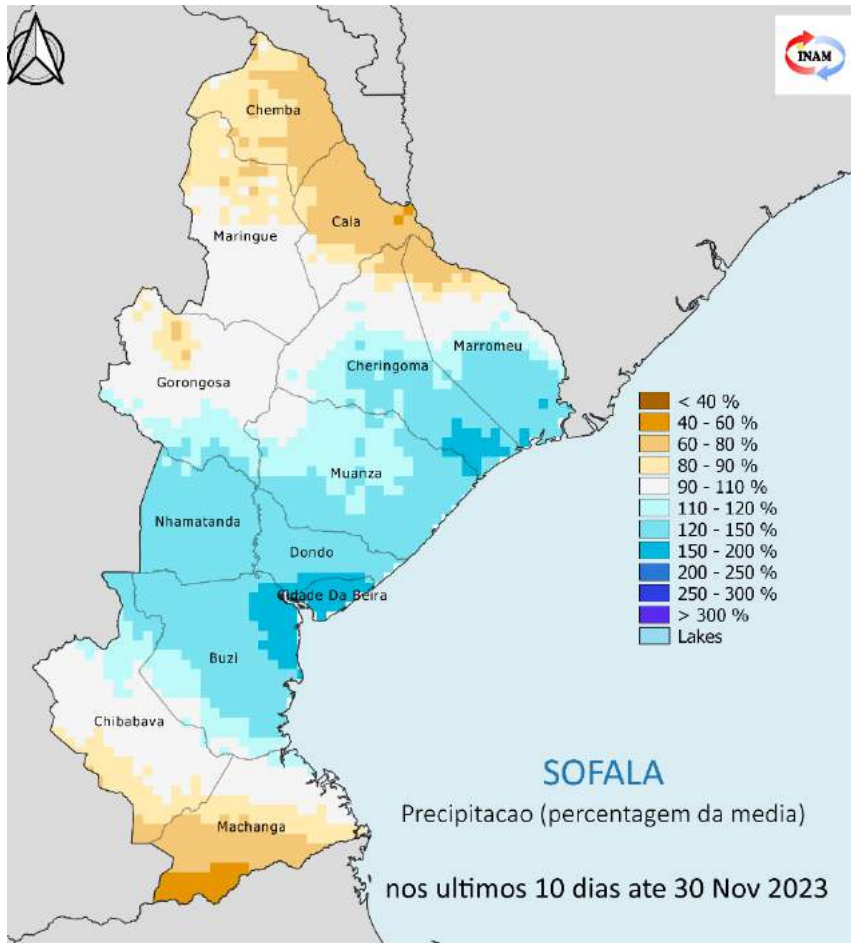 INAM
Chemba
Caia
Maringue
Marromeu
Cheringoma
Gorongosa
Muanza
Nhamatanda
Dondo
Cidade Da Beira
Buzi
Chibabava
Machanga
< 40 %
40 - 60 %
60 - 80 %
80 - 90 %
90 - 110 %
110 - 120 %
120 - 150 %
150 - 200 %
200 - 250 %
250 - 300 %
> 300 %
Lakes
SOFALA
Precipitacao (percentagem da media)
nos ultimos 10 dias ate 30 Nov 2023